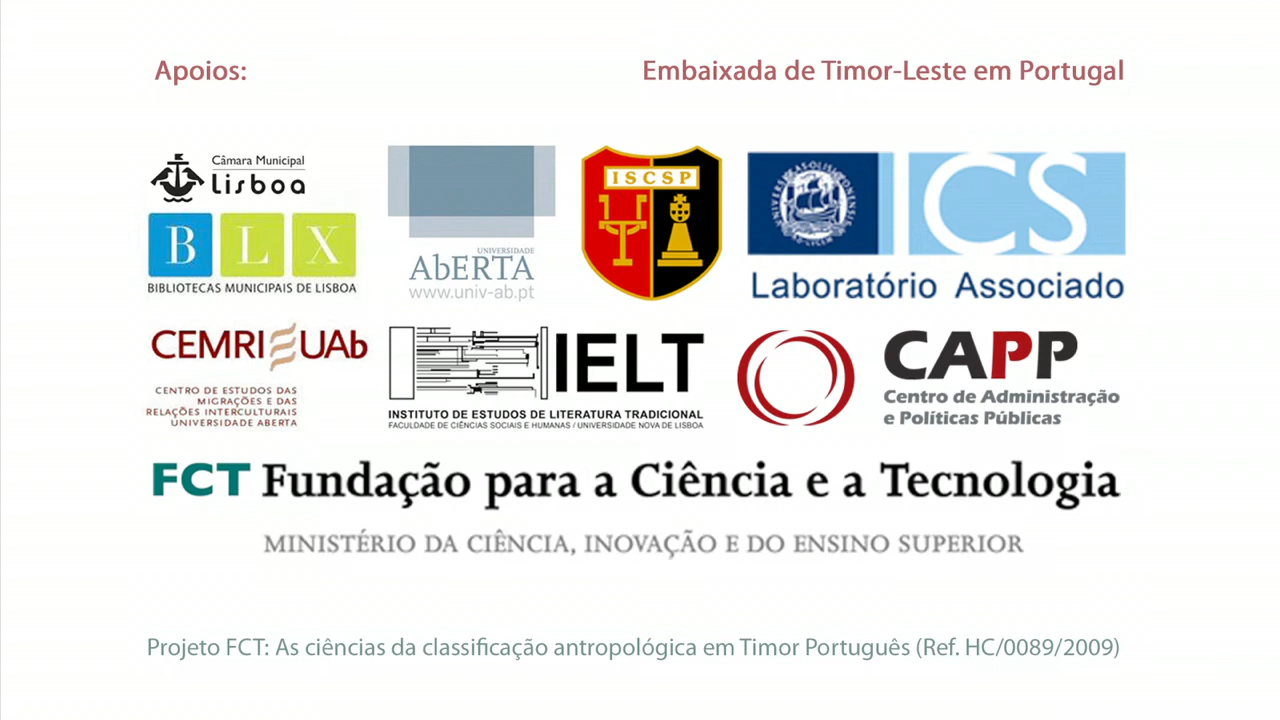 Apoios:
Embaixada de Timor-Leste em Portugal
Câmara Municipal
Lisboa
B L X
BIBLIOTECAS MUNICIPAIS DE LISBOA
UNIVERSIDADE
AbERTA
www.univ-ab.pt
ISCSP
ICS
Laboratório Associado
CEMRI UAb
CENTRO DE ESTUDOS DAS
MIGRAÇÕES E DAS
RELAÇÕES INTERCULTURAIS
UNIVERSIDADE ABERTA
IELT
INSTITUTO DE ESTUDOS DE LITERATURA TRADICIONAL
FACULDADE DE CIÊNCIAS SOCIAIS E HUMANAS / UNIVERSIDADE NOVA DE LISBOA
CAPP
Centro de Administração
e Políticas Públicas
FCT Fundação para a Ciência e a Tecnologia
MINISTÉRIO DA CIÊNCIA, INOVAÇÃO E DO ENSINO SUPERIOR
Projeto FCT: As ciências da classificação antropológica em Timor Português (Ref. HC/0089/2009)